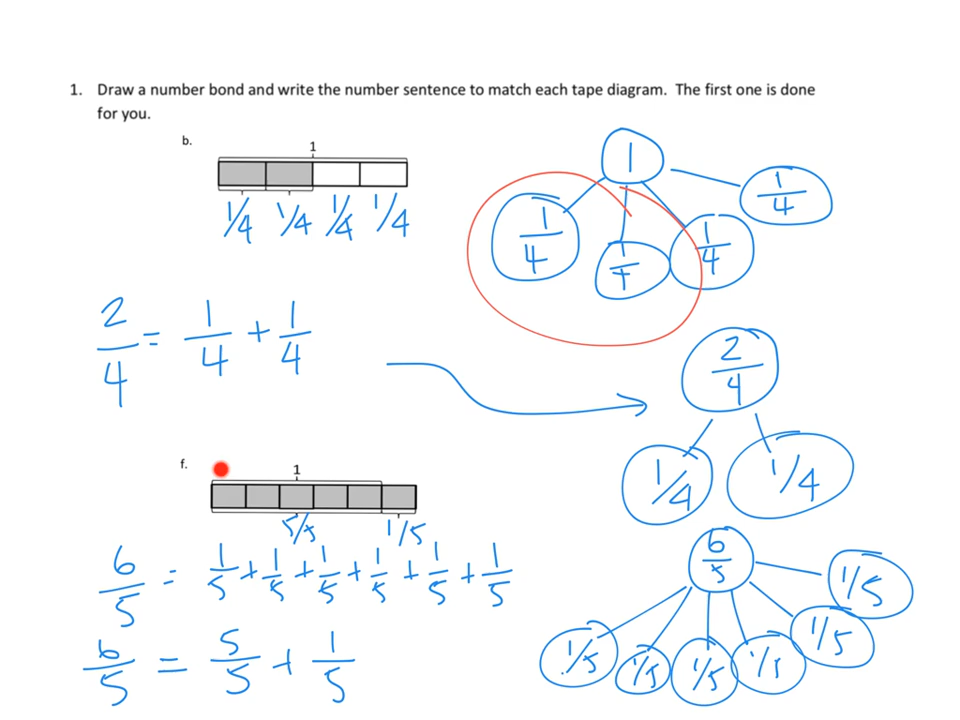 1. Draw a number bond and write the number sentence to match each tape diagram. The first one is done
for you.
b.
1
1/4 1/4 1/4 1/4
1
1/4 1/4 1/4 1/4
2/4 = 1/4 + 1/4
2/4
1/4 1/4
f.
1
5/5 1/5
6/5 = 1/5 + 1/5 + 1/5 + 1/5 + 1/5 + 1/5
6/5 = 5/5 + 1/5
6/5
1/5 1/5 1/5 1/5 1/5 1/5